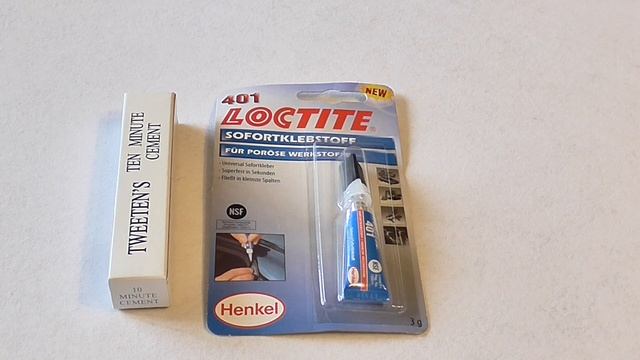 TWEETEN'S TEN MINUTE
CEMENT
10
MINUTE
CEMENT
NEW
401
LOCTITE
SOFORTKLEBSTOFF
FÜR PORÖSE WERKSTOFFE
- Universal Sofortkleber
- Superfest in Sekunden
- Fließt in kleinste Spalten
NSF
401
Henkel
3 g